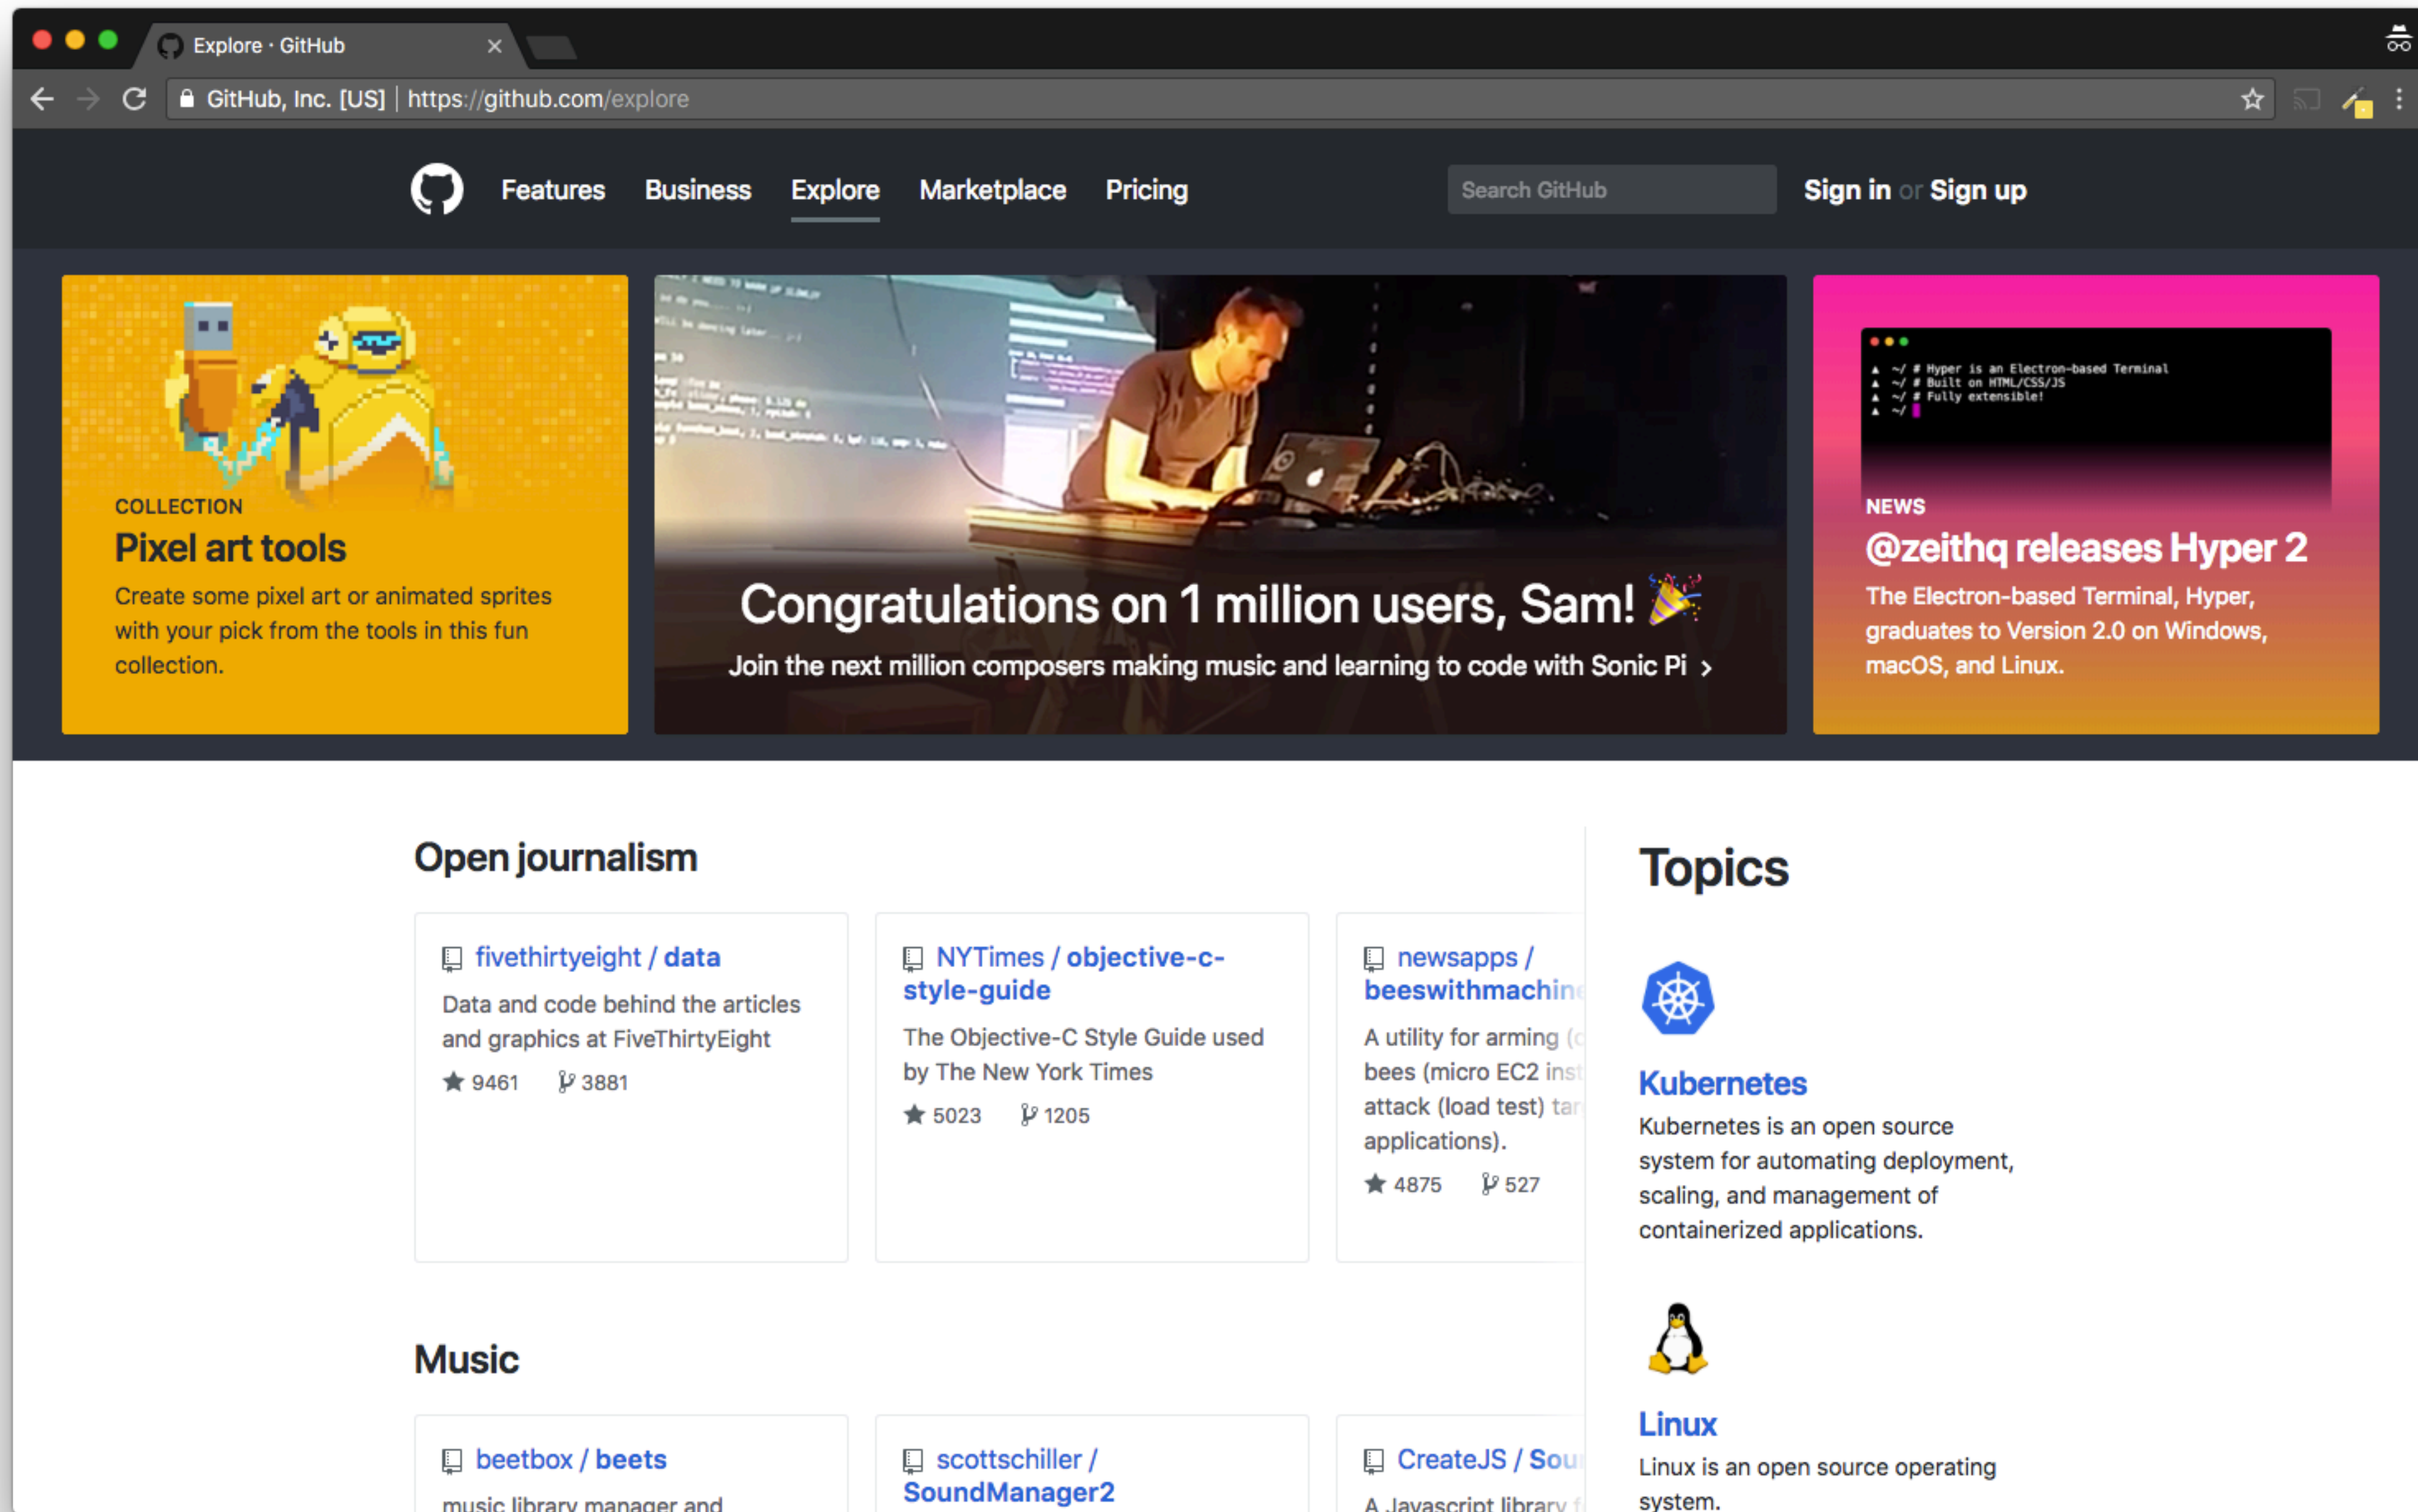 Explore · GitHub
GitHub, Inc. [US] | https://github.com/explore
Features Business Explore Marketplace Pricing Search GitHub Sign in or Sign up
COLLECTION
Pixel art tools
Create some pixel art or animated sprites
with your pick from the tools in this fun
collection.
Congratulations on 1 million users, Sam! 🎉
Join the next million composers making music and learning to code with Sonic Pi ›
~/ # Hyper is an Electron-based Terminal
~/ # Built on HTML/CSS/JS
~/ # Fully extensible!
~/
NEWS
@zeithq releases Hyper 2
The Electron-based Terminal, Hyper,
graduates to Version 2.0 on Windows,
macOS, and Linux.
Open journalism
fivethirtyeight / data
Data and code behind the articles
and graphics at FiveThirtyEight
9461 3881
NYTimes / objective-c-
style-guide
The Objective-C Style Guide used
by The New York Times
5023 1205
newsapps /
beeswithmachine
A utility for arming
bees (micro EC2 inst
attack (load test) tar
applications).
4875 527
Music
beetbox / beets
music library manager and
scottschiller /
SoundManager2
CreateJS / Sou
A Javascript library f
Topics
Kubernetes
Kubernetes is an open source
system for automating deployment,
scaling, and management of
containerized applications.
Linux
Linux is an open source operating
system.